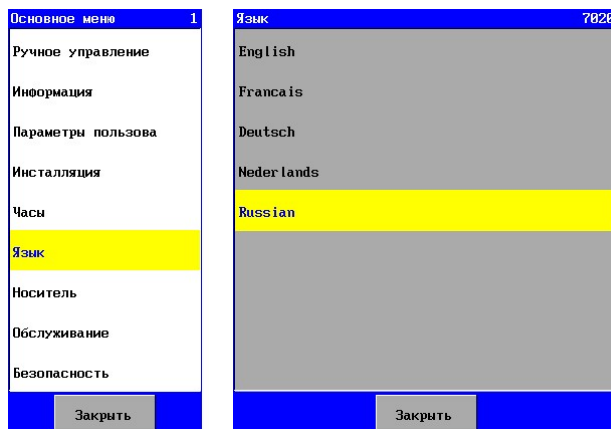 Основное меню 1
Ручное управление
Информация
Параметры пользова
Инсталляция
Часы
Язык
Носитель
Обслуживание
Безопасность
Закрыть
Язык 7020
English
Francais
Deutsch
Nederlands
Russian
Закрыть